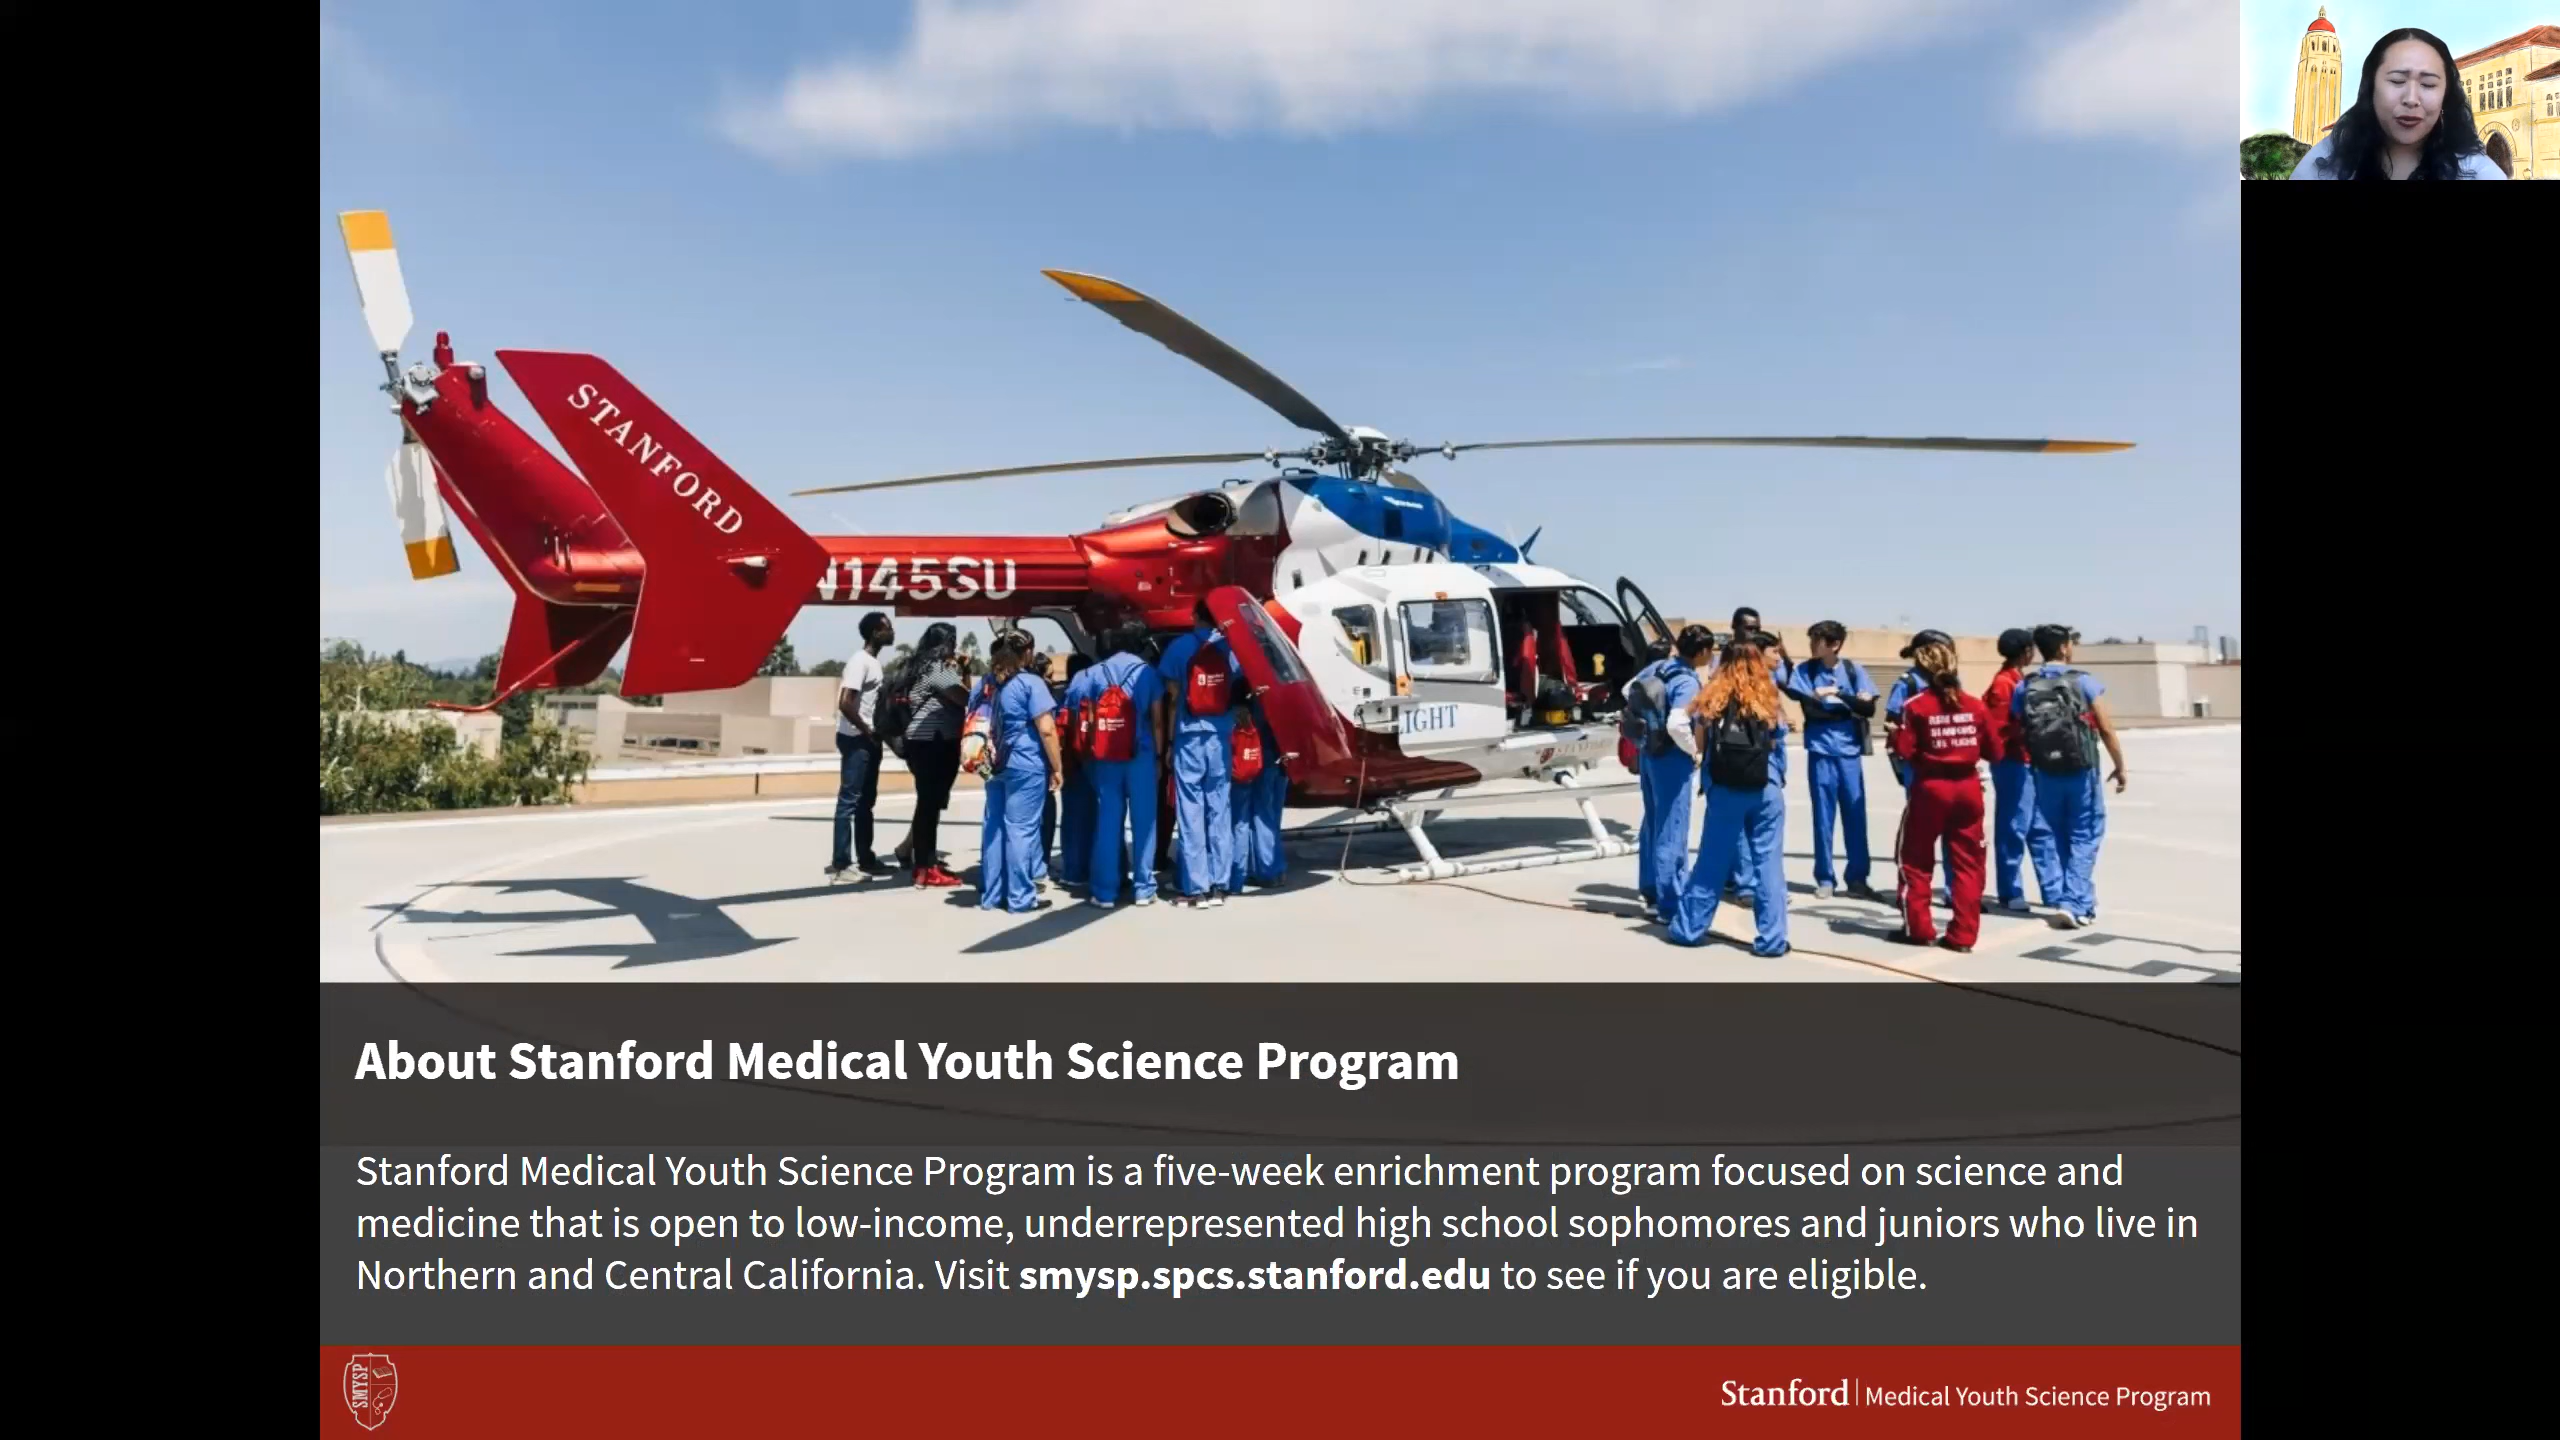 STANFORD
N145SU
IGHT
STANFORD
About Stanford Medical Youth Science Program
Stanford Medical Youth Science Program is a five-week enrichment program focused on science and
medicine that is open to low-income, underrepresented high school sophomores and juniors who live in
Northern and Central California. Visit smysp.spcs.stanford.edu to see if you are eligible.
SMYSP
Stanford | Medical Youth Science Program